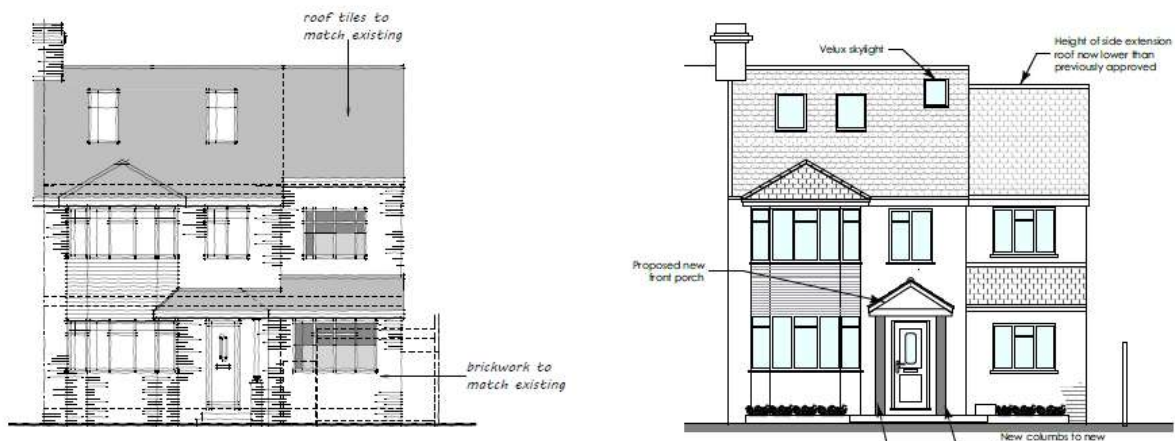 roof tiles to
match existing
brickwork to
match existing
Velux skylight
Height of side extension
roof now lower than
previously approved
Proposed new
front porch
New columbs to new